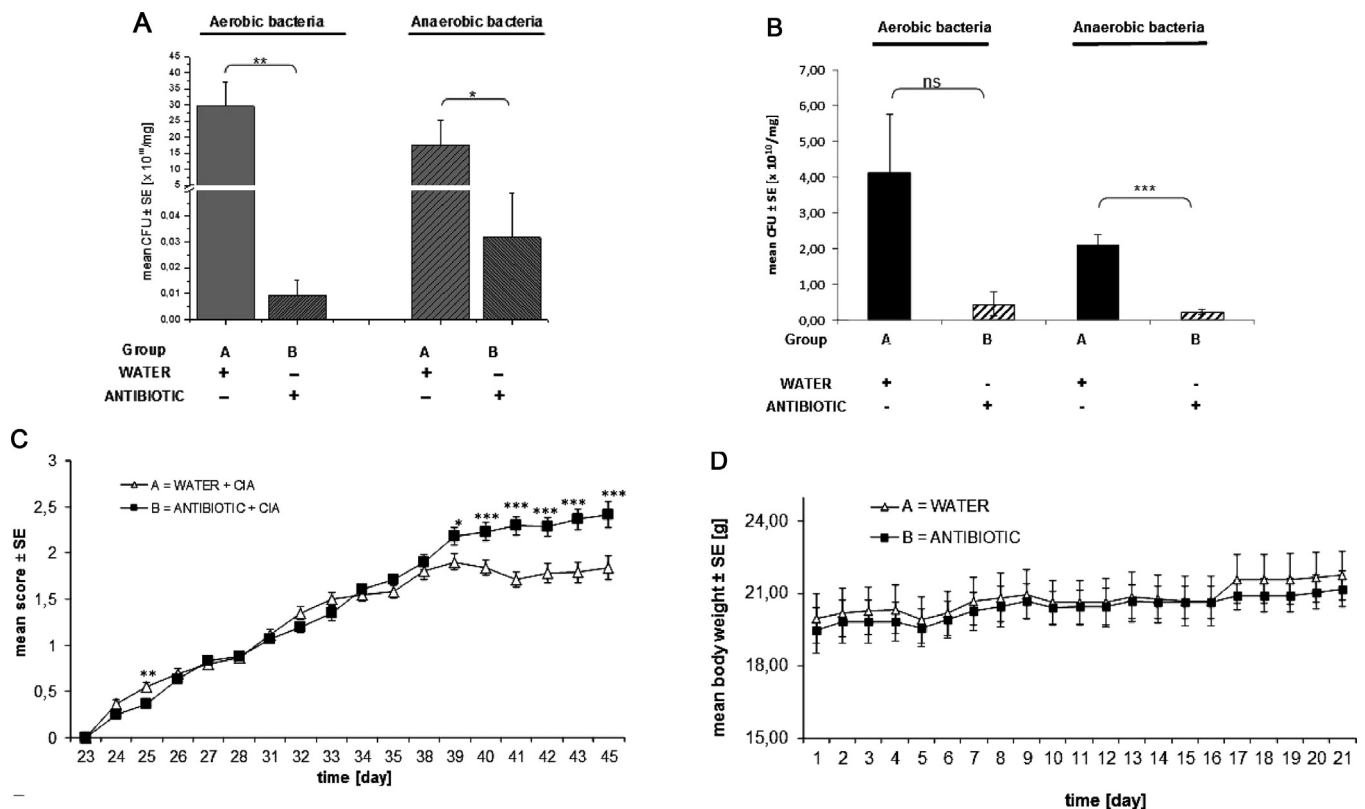 A
Aerobic bacteria Anaerobic bacteria
mean CFU ± SE
45
40
35
30
25
20
15
10
5
0,04
0,03
0,02
0,01
0,00
** *
Group A B A B
WATER + – + –
ANTIBIOTIC – + – +
B
Aerobic bacteria Anaerobic bacteria
mean CFU ± SE [x 10¹⁰/mg]
7,00
6,00
5,00
4,00
3,00
2,00
1,00
0,00
ns ***
Group A B A B
WATER + - + -
ANTIBIOTIC - + - +
C
mean score ± SE
3
2,5
2
1,5
1
0,5
0
A = WATER + CIA
B = ANTIBIOTIC + CIA
** * *** *** *** *** ***
23 24 25 26 27 28 31 32 33 34 35 38 39 40 41 42 43 45
time [day]
D
mean body weight ± SE [g]
24,00
21,00
18,00
15,00
A = WATER
B = ANTIBIOTIC
1 2 3 4 5 6 7 8 9 10 11 12 13 14 15 16 17 18 19 20 21
time [day]